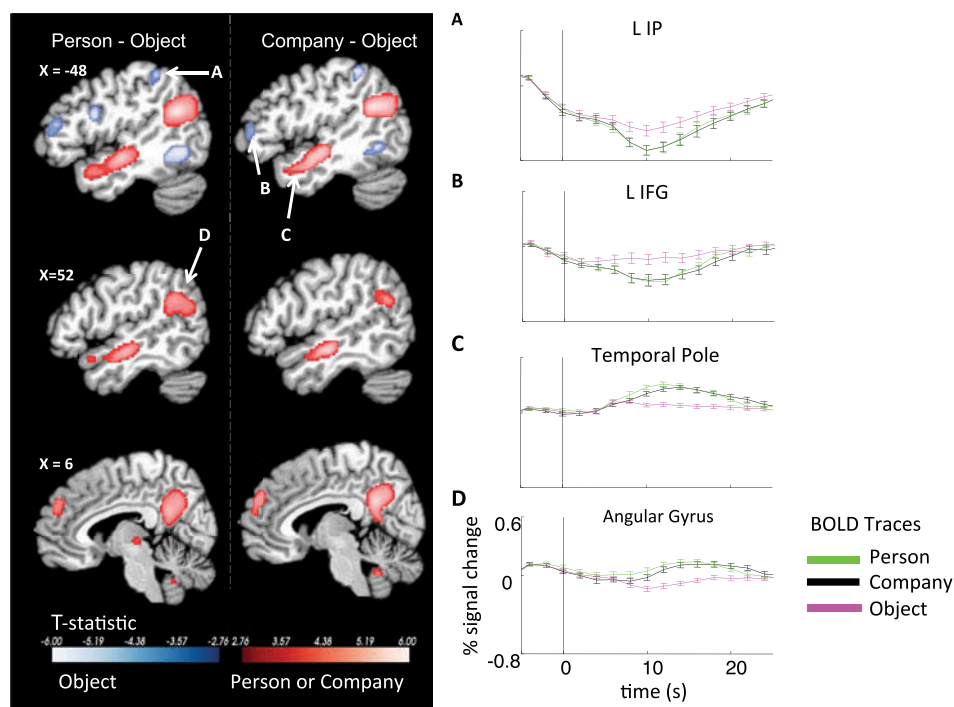 Person - Object
Company - Object
X = -48
A
B
C
D
X=52
X = 6
T-statistic
-6.00 -5.19 -4.38 -3.57 -2.76 2.76 3.57 4.38 5.19 6.00
Object
Person or Company
A
L IP
B
L IFG
C
Temporal Pole
D
Angular Gyrus
0.6
0
-0.8
% signal change
0 10 20
time (s)
BOLD Traces
Person
Company
Object